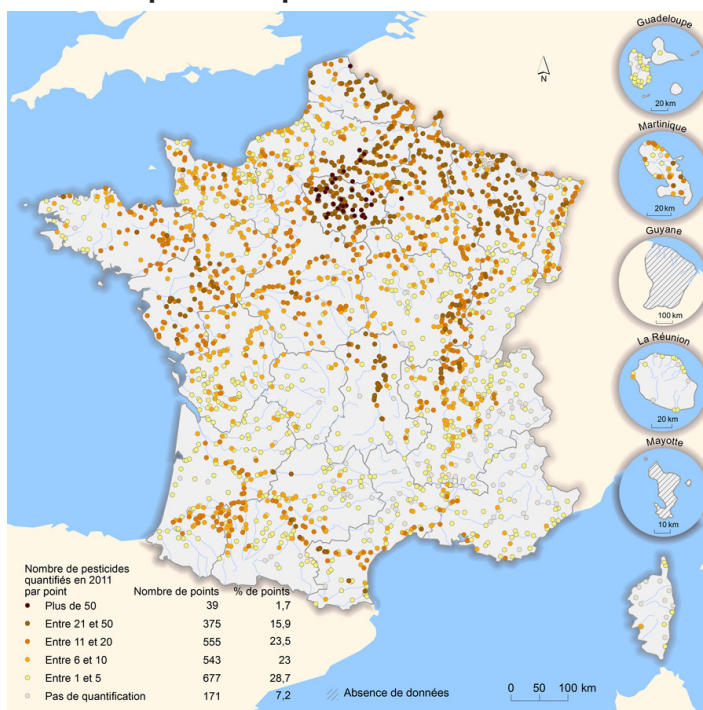 Guadeloupe
20 km
N
Martinique
20 km
Guyane
100 km
La Réunion
20 km
Mayotte
10 km
Nombre de pesticides
quantifiés en 2011
par point Nombre de points % de points
Plus de 50 39 1,7
Entre 21 et 50 375 15,9
Entre 11 et 20 555 23,5
Entre 6 et 10 543 23
Entre 1 et 5 677 28,7
Pas de quantification 171 7,2
Absence de données
0 50 100 km